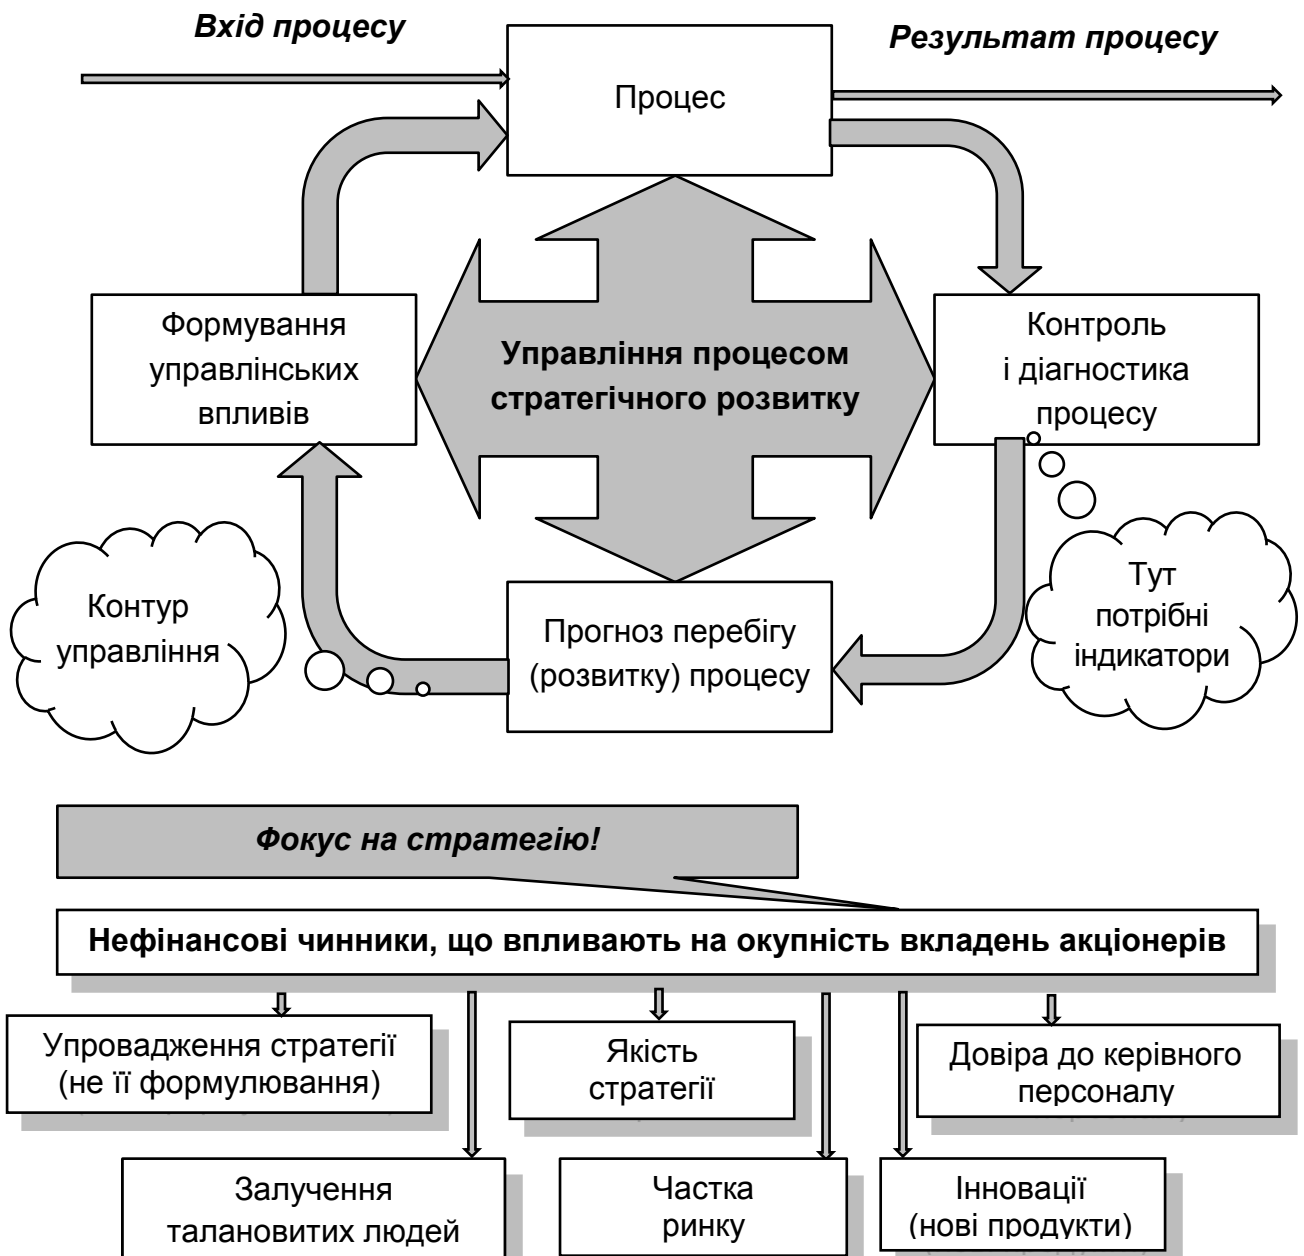 Вхід процесу
Результат процесу
Процес
Формування
управлінських
впливів
Управління процесом
стратегічного розвитку
Контроль
і діагностика
процесу
Контур
управління
Прогноз перебігу
(розвитку) процесу
Тут
потрібні
індикатори
Фокус на стратегію!
Нефінансові чинники, що впливають на окупність вкладень акціонерів
Упровадження стратегії
(не її формулювання)
Якість
стратегії
Довіра до керівного
персоналу
Залучення
талановитих людей
Частка
ринку
Інновації
(нові продукти)